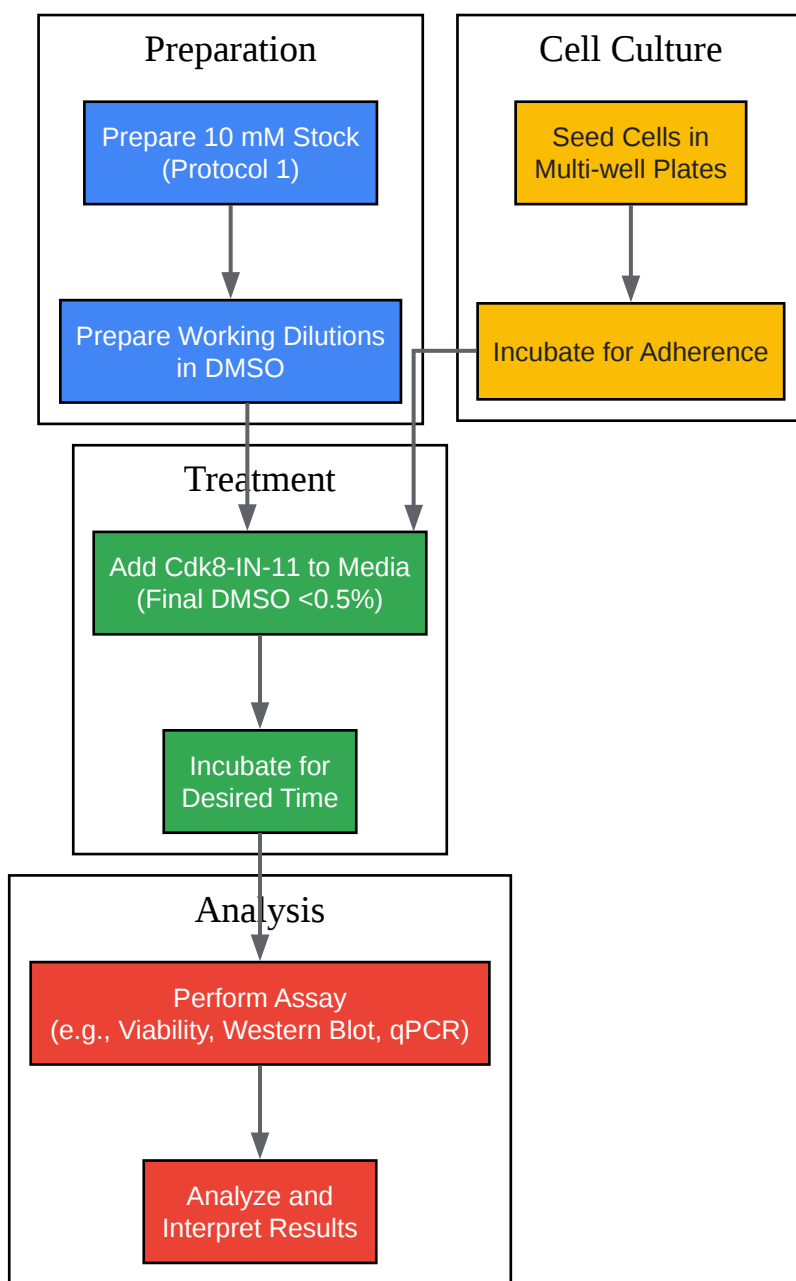 Preparation
Prepare 10 mM Stock
(Protocol 1)
Prepare Working Dilutions
in DMSO
Cell Culture
Seed Cells in
Multi-well Plates
Incubate for Adherence
Treatment
Add Cdk8-IN-11 to Media
(Final DMSO <0.5%)
Incubate for
Desired Time
Analysis
Perform Assay
(e.g., Viability, Western Blot, qPCR)
Analyze and
Interpret Results